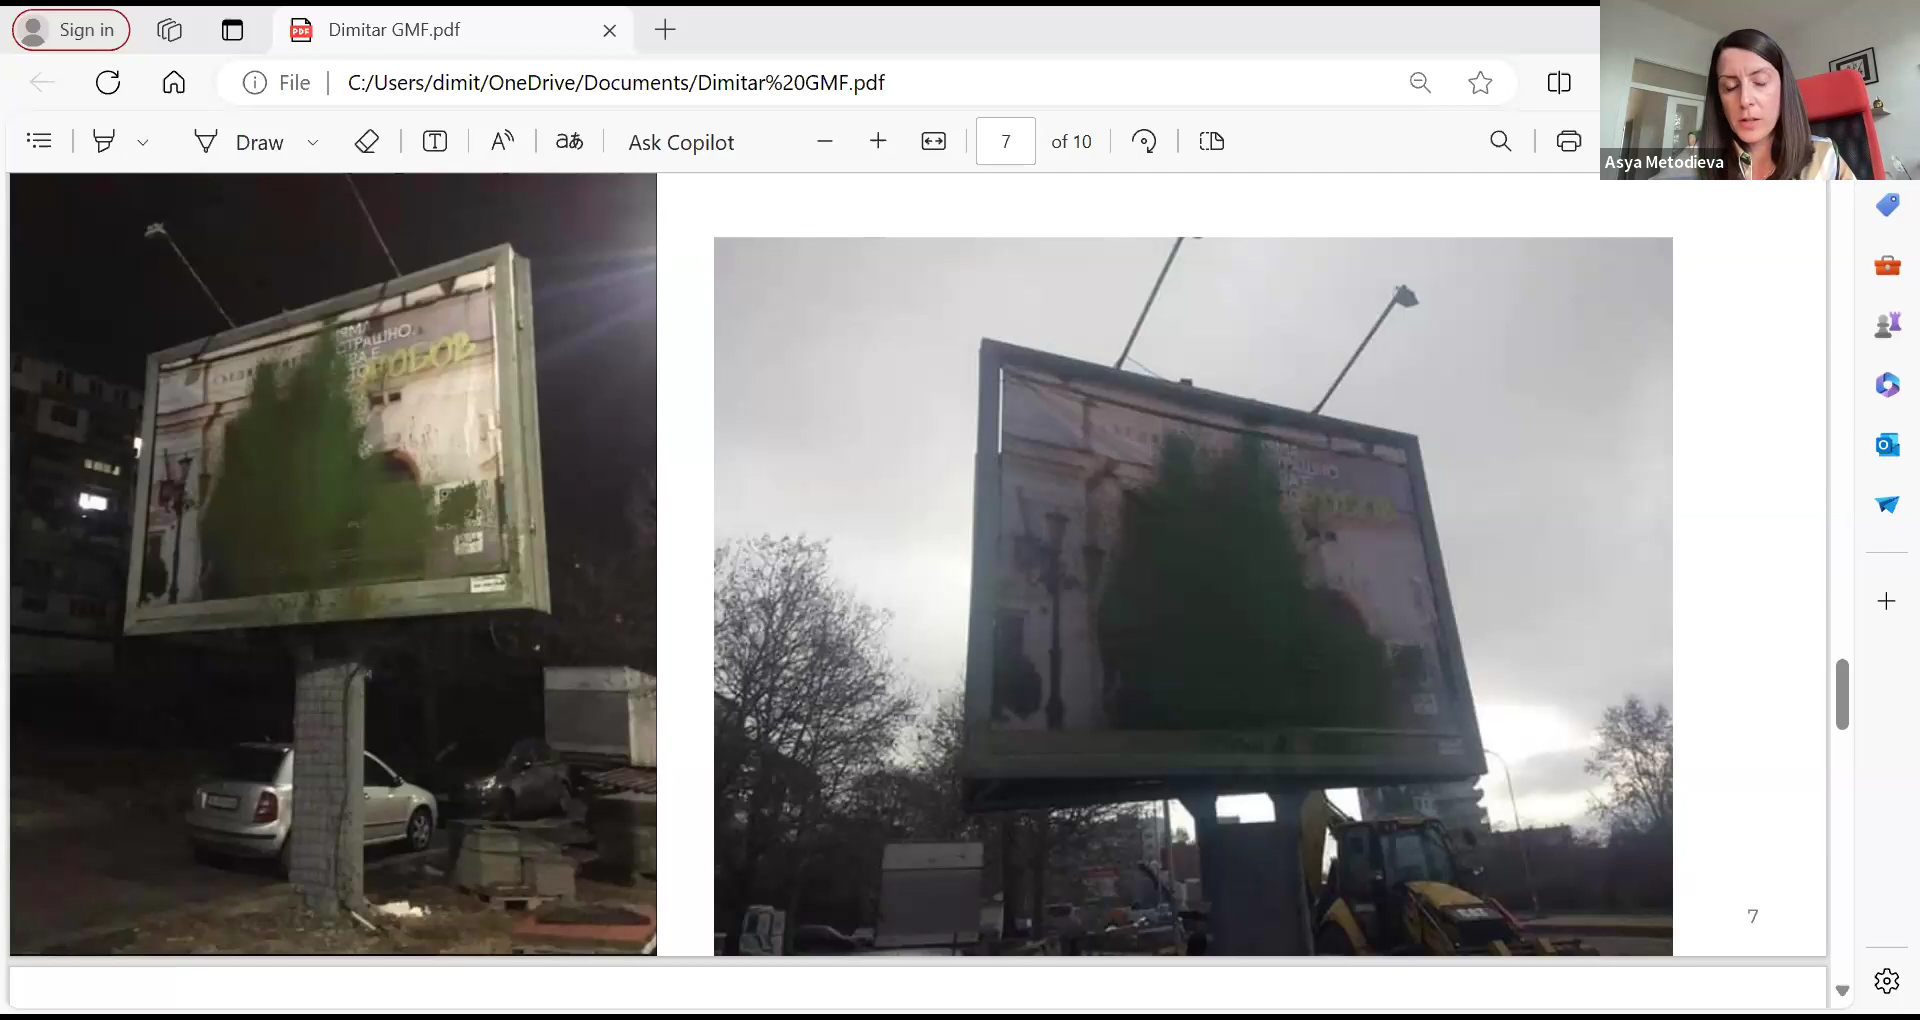 Sign in
Dimitar GMF.pdf
File
C:/Users/dimit/OneDrive/Documents/Dimitar%20GMF.pdf
Draw
Ask Copilot
7
of 10
Asya Metodieva
СТРАШНО.
7